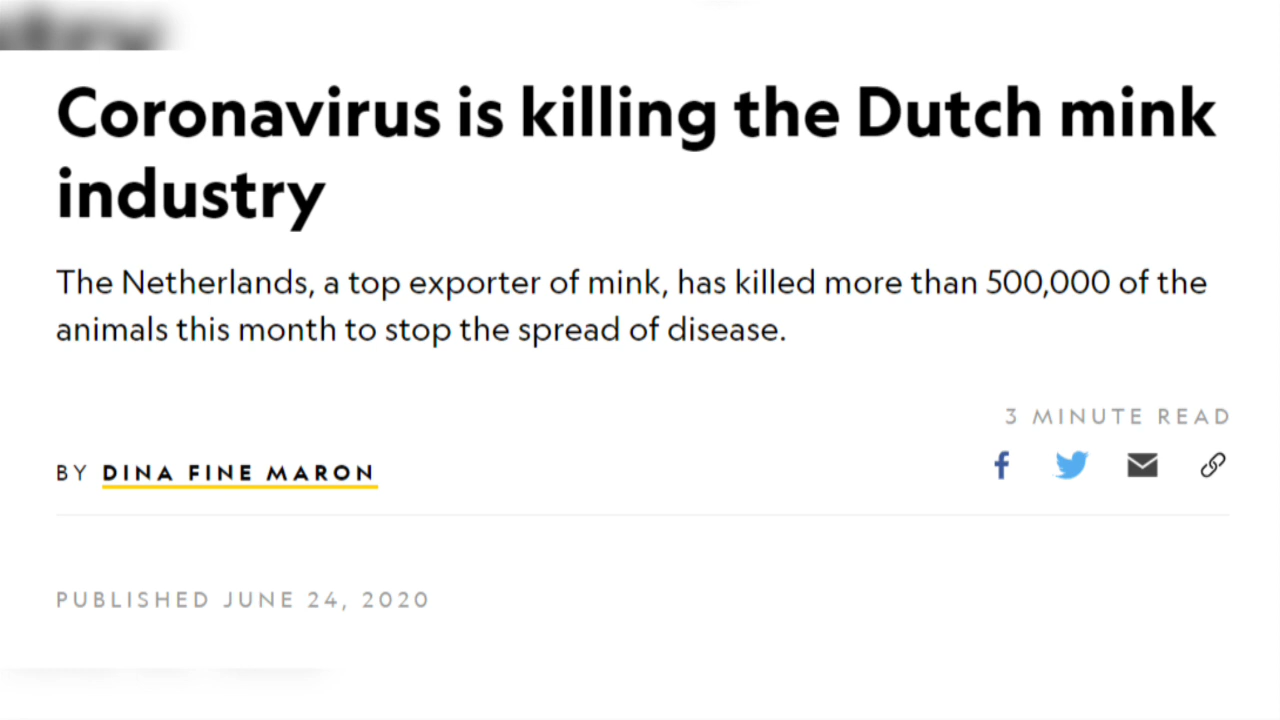 Coronavirus is killing the Dutch mink
industry
The Netherlands, a top exporter of mink, has killed more than 500,000 of the
animals this month to stop the spread of disease.
3 MINUTE READ
BY DINA FINE MARON
PUBLISHED JUNE 24, 2020